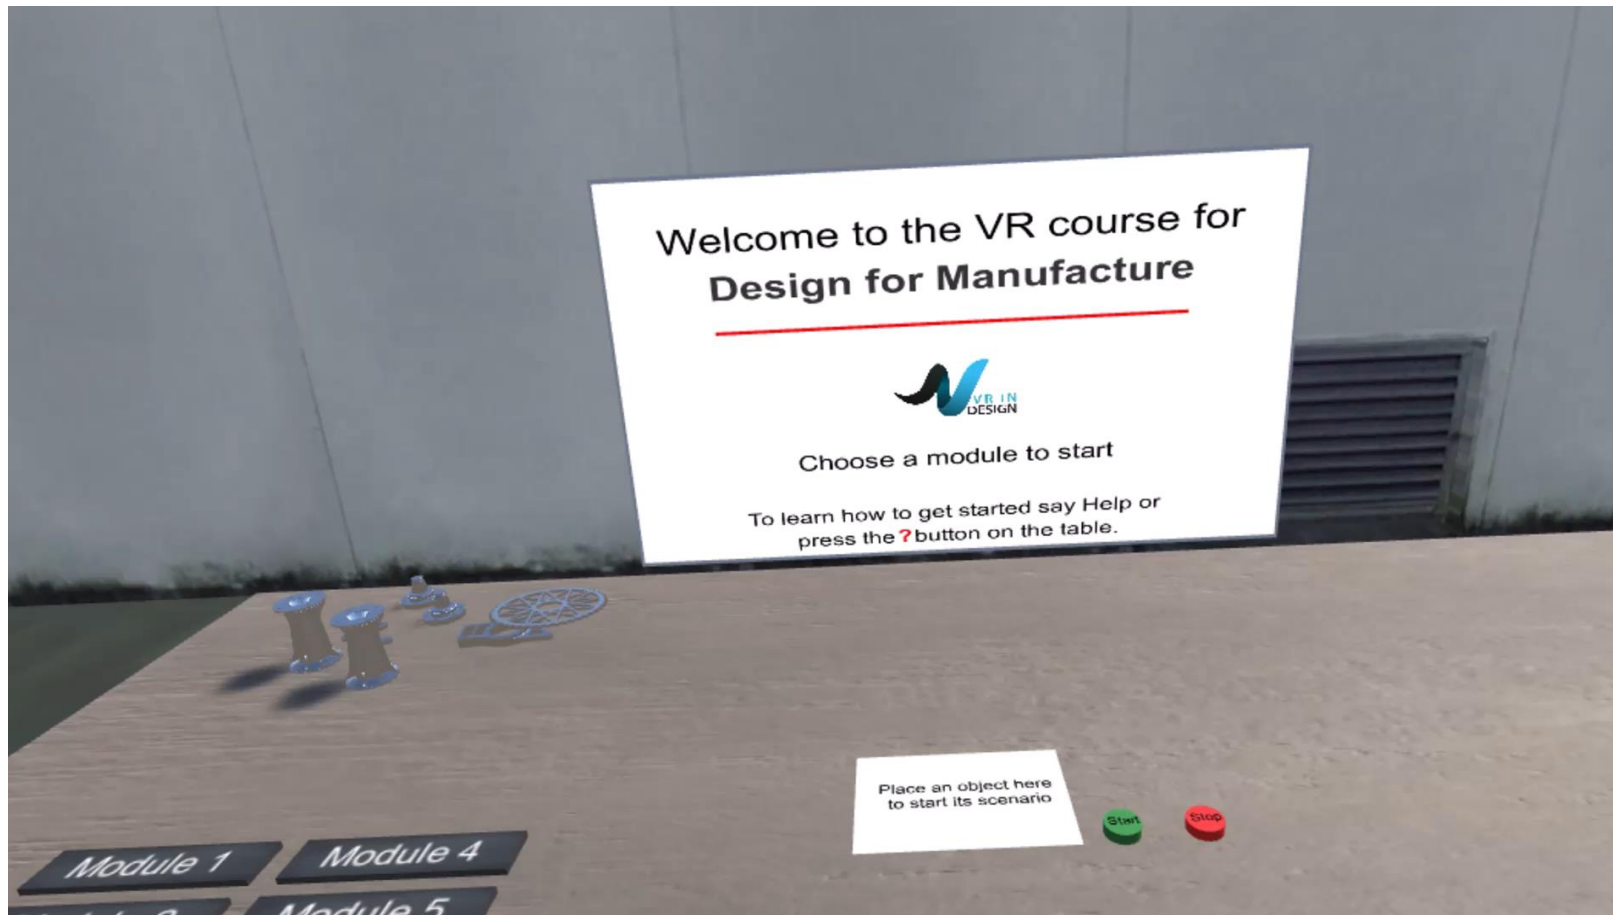 Welcome to the VR course for
Design for Manufacture
VR IN
DESIGN
Choose a module to start
To learn how to get started say Help or
press the ? button on the table.
Place an object here
to start its scenario
Start
Stop
Module 1
Module 4
Module 5